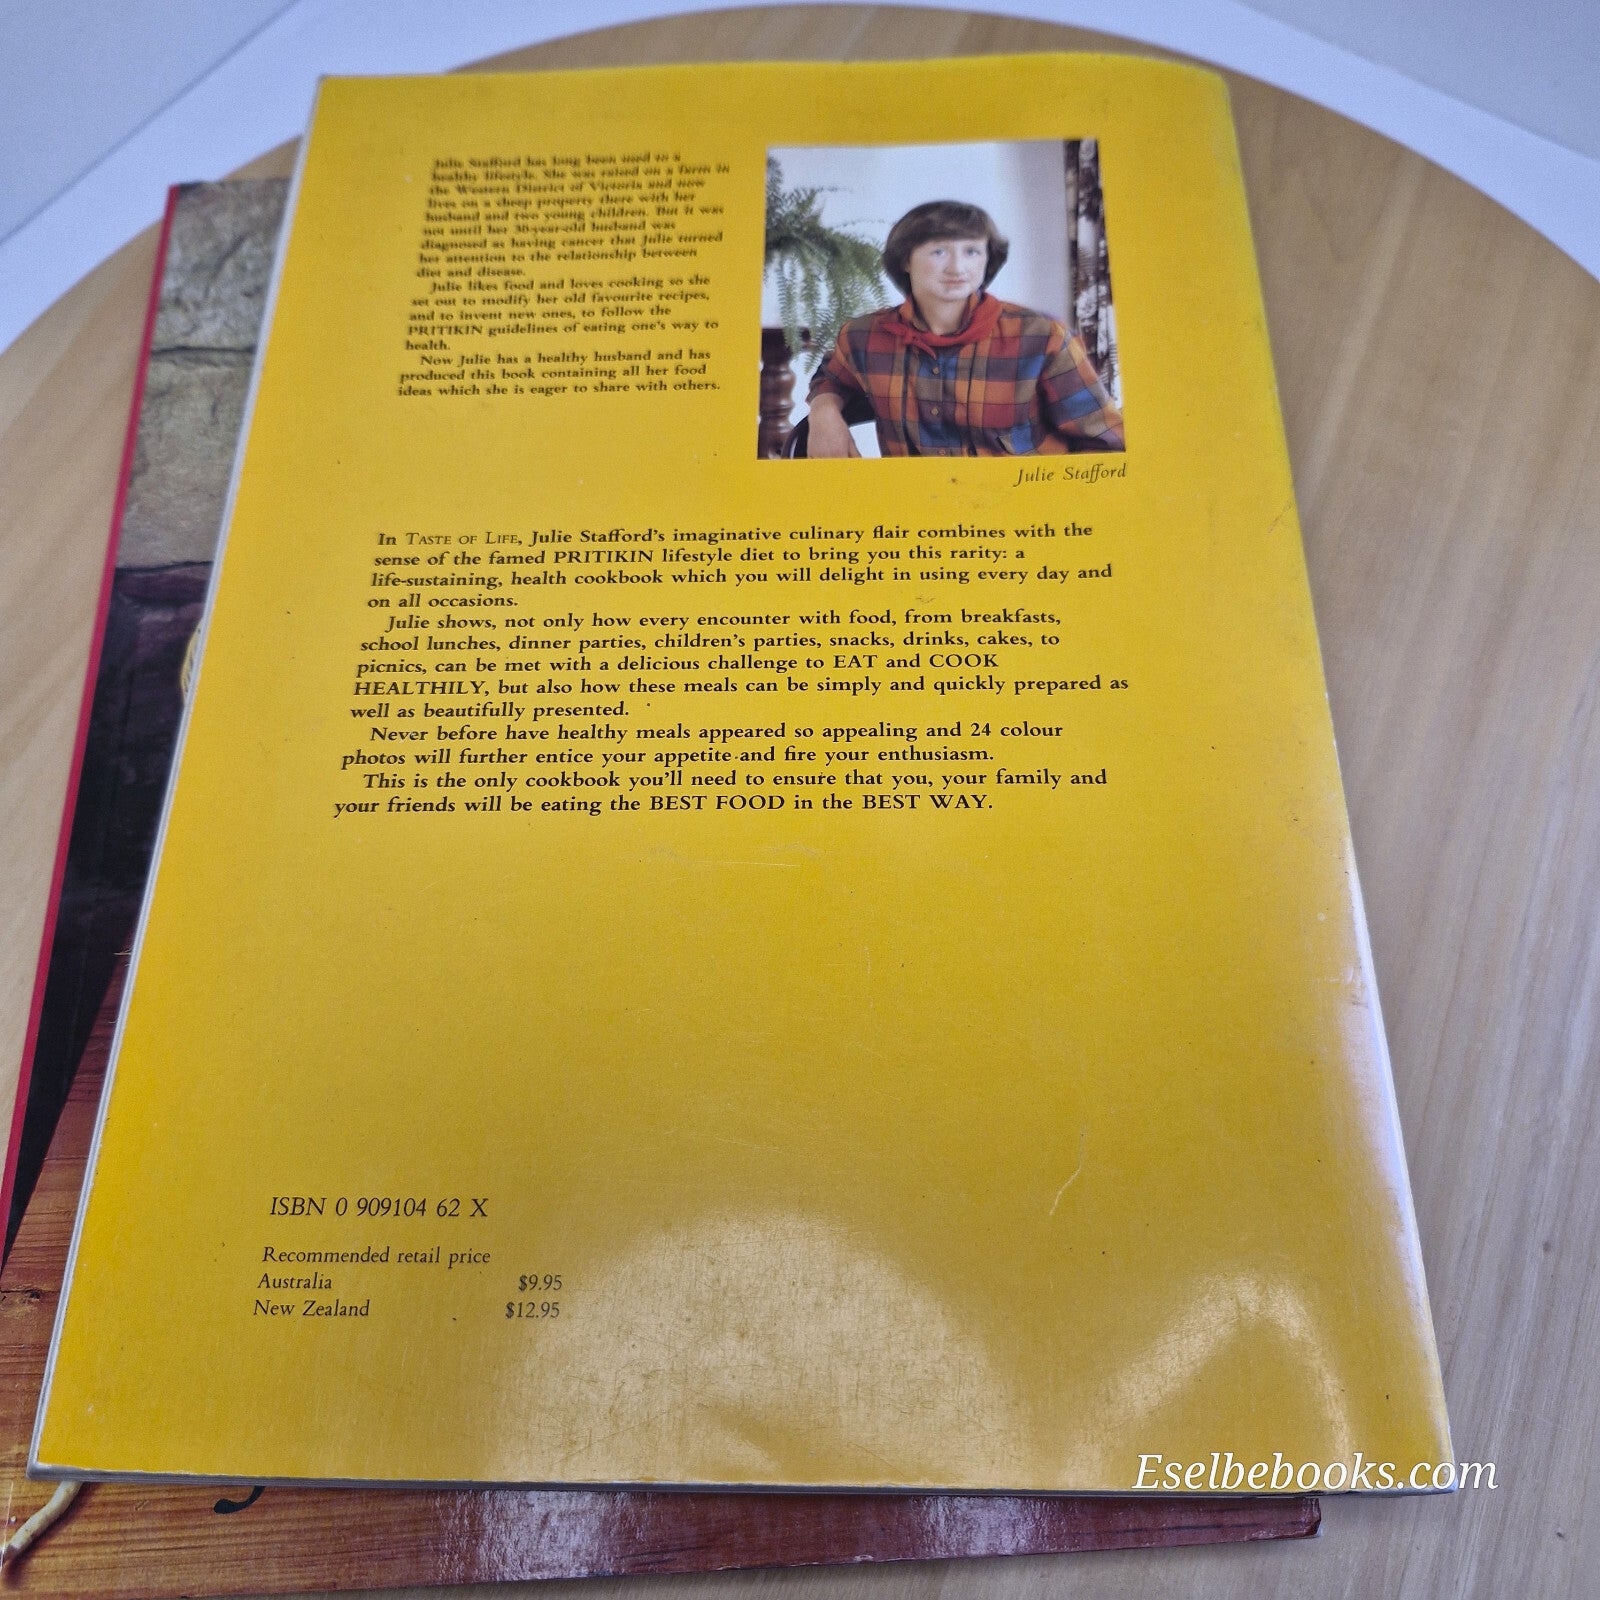 Julie Stafford has long been used to a
healthy lifestyle. She was raised on a farm in
the Western District of Victoria and now
lives on a sheep property there with her
husband and two young children. But it was
not until her 30-year-old husband was
diagnosed as having cancer that Julie turned
her attention to the relationship between
diet and disease.
Julie likes food and loves cooking so she
set out to modify her old favourite recipes,
and to invent new ones, to follow the
PRITIKIN guidelines of eating one's way to
health.
Now Julie has a healthy husband and has
produced this book containing all her food
ideas which she is eager to share with others.
Julie Stafford
In TASTE OF LIFE, Julie Stafford's imaginative culinary flair combines with the
sense of the famed PRITIKIN lifestyle diet to bring you this rarity: a
life-sustaining, health cookbook which you will delight in using every day and
on all occasions.
Julie shows, not only how every encounter with food, from breakfasts,
school lunches, dinner parties, children's parties, snacks, drinks, cakes, to
picnics, can be met with a delicious challenge to EAT and COOK
HEALTHILY, but also how these meals can be simply and quickly prepared as
well as beautifully presented.
Never before have healthy meals appeared so appealing and 24 colour
photos will further entice your appetite and fire your enthusiasm.
This is the only cookbook you'll need to ensure that you, your family and
your friends will be eating the BEST FOOD in the BEST WAY.
ISBN 0 909104 62 X
Recommended retail price
Australia $9.95
New Zealand $12.95
Eselbebooks.com